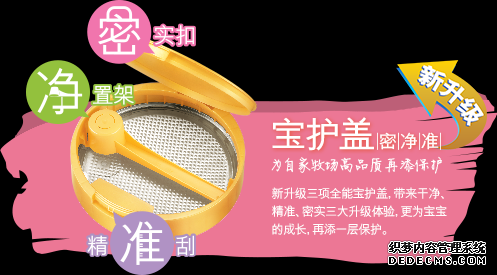 密实扣
净置架
新升级
宝护盖|密|净|准|
为自家牧场高品质再添保护
新升级三项全能宝护盖,带来干净、
精准、密实三大升级体验,更为宝宝
的成长,再添一层保护。
精准刮
织梦内容管理系统
DEDECMS.COM